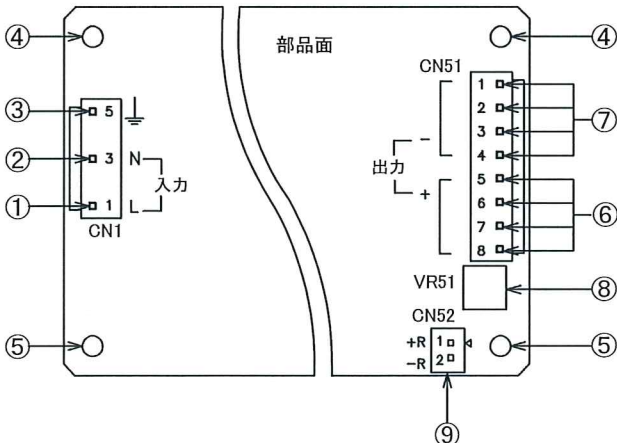 ④ 部品面 ④
CN51
③ 5
② 3 N
入力
① 1 L
CN1
1
2
3 ⑦
4
－
出力
＋
5
6 ⑥
7
8
VR51 ⑧
CN52
⑤ +R 1 ⑤
-R 2
⑨